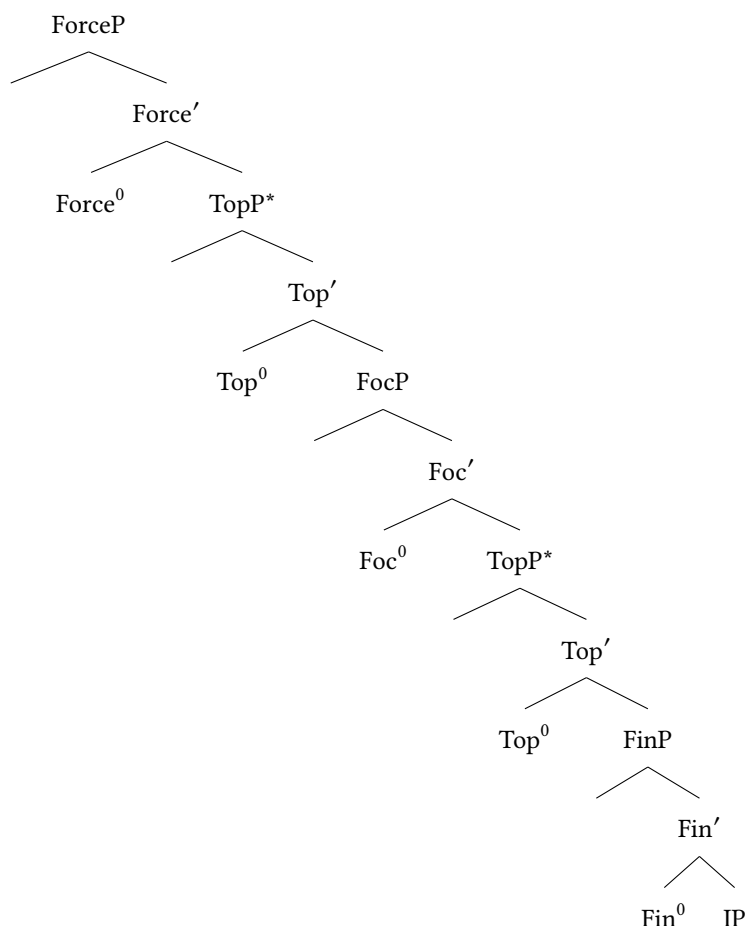 ForceP
Force′
Force⁰ TopP*
Top′
Top⁰ FocP
Foc′
Foc⁰ TopP*
Top′
Top⁰ FinP
Fin′
Fin⁰ IP